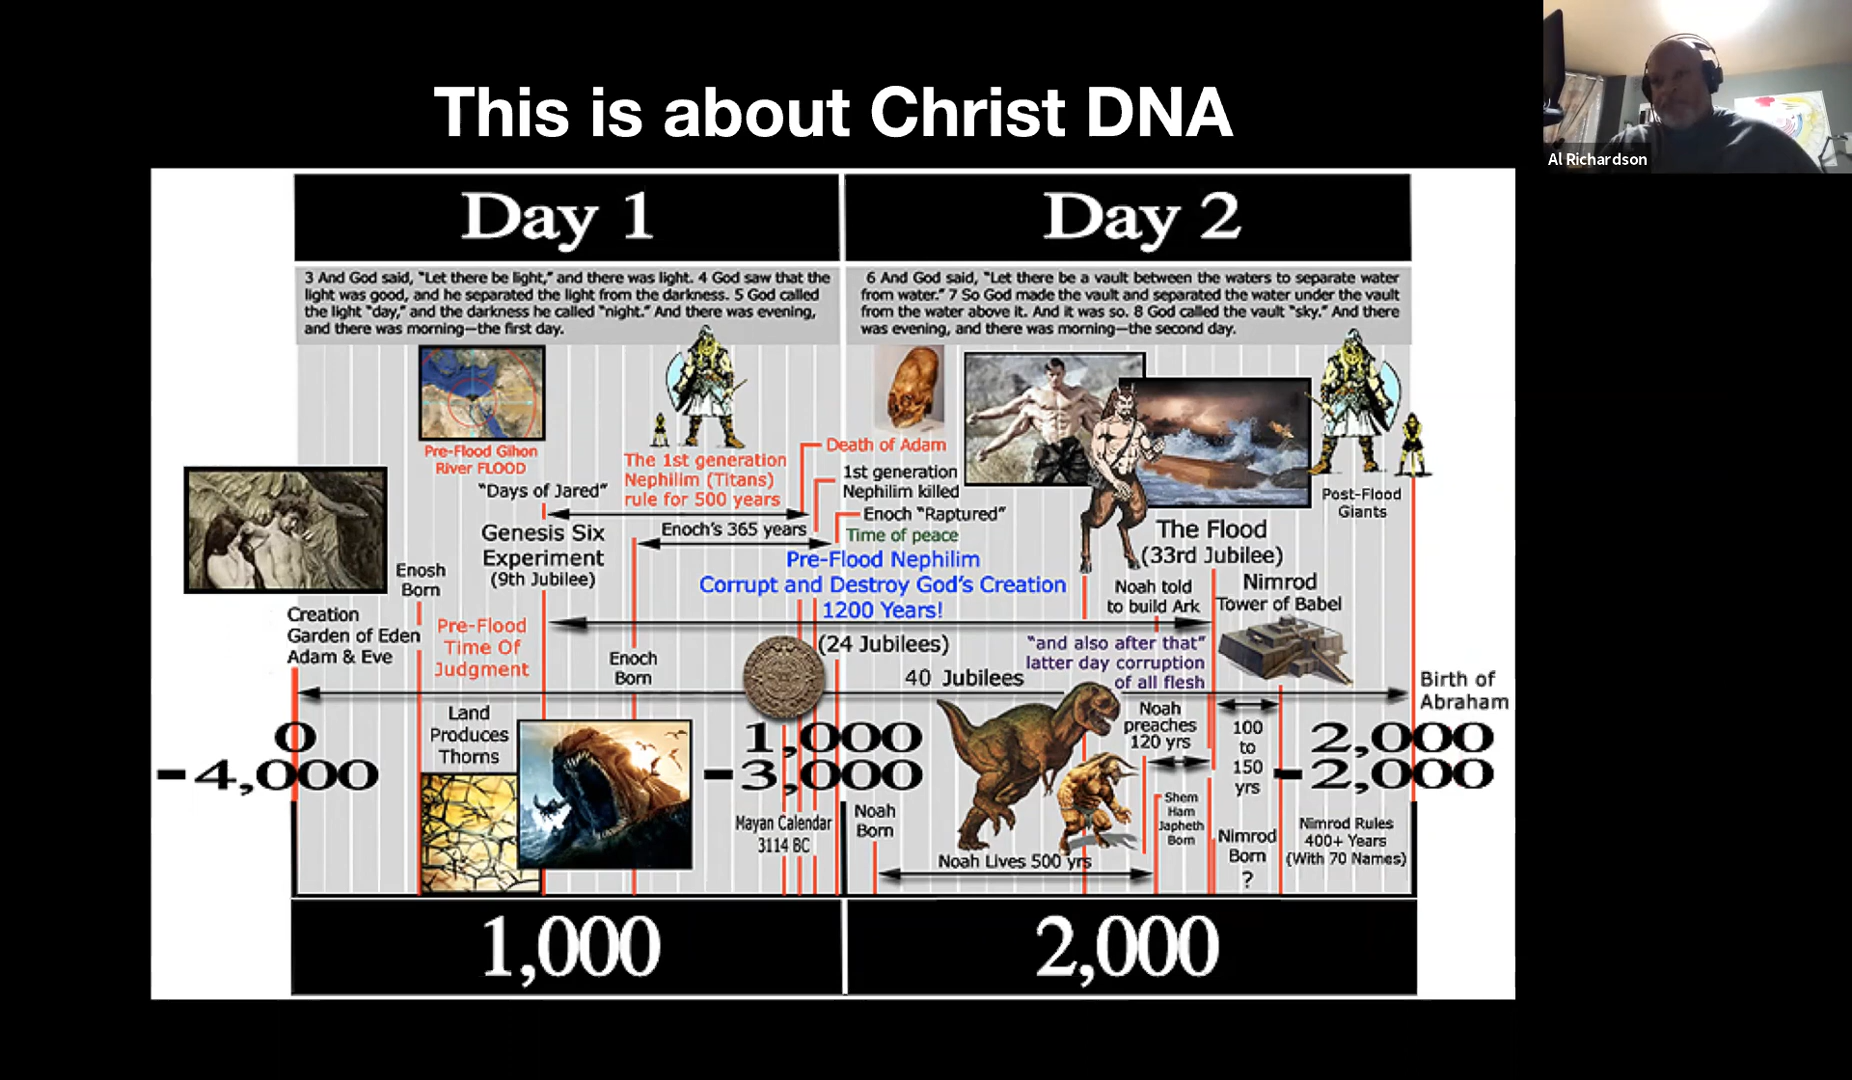 This is about Christ DNA
Al Richardson
Day 1
Day 2
3 And God said, “Let there be light,” and there was light. 4 God saw that the
light was good, and he separated the light from the darkness. 5 God called
the light “day,” and the darkness he called “night.” And there was evening,
and there was morning—the first day.
6 And God said, “Let there be a vault between the waters to separate water
from water.” 7 So God made the vault and separated the water under the vault
from the water above it. And it was so. 8 God called the vault “sky.” And there
was evening, and there was morning—the second day.
Pre-Flood Gihon
River FLOOD
“Days of Jared”
Genesis Six
Experiment
(9th Jubilee)
The 1st generation
Nephilim (Titans)
rule for 500 years
Enoch's 365 years
Death of Adam
1st generation
Nephilim killed
Enoch “Raptured”
Time of peace
Pre-Flood Nephilim
Corrupt and Destroy God's Creation
1200 Years!
(24 Jubilees)
Post-Flood
Giants
The Flood
(33rd Jubilee)
Noah told
to build Ark
Nimrod
Tower of Babel
Enosh
Born
Creation
Garden of Eden
Adam & Eve
Pre-Flood
Time Of
Judgment
Enoch
Born
“and also after that”
latter day corruption
of all flesh
40 Jubilees
Birth of
Abraham
Land
Produces
Thorns
0
-4,000
1,000
-3,000
2,000
-2,000
Mayan Calendar
3114 BC
Noah
Born
Noah Lives 500 yrs
Noah
preaches
120 yrs
Shem
Ham
Japheth
Born
100
to
150
yrs
Nimrod
Born
?
Nimrod Rules
400+ Years
(With 70 Names)
1,000
2,000